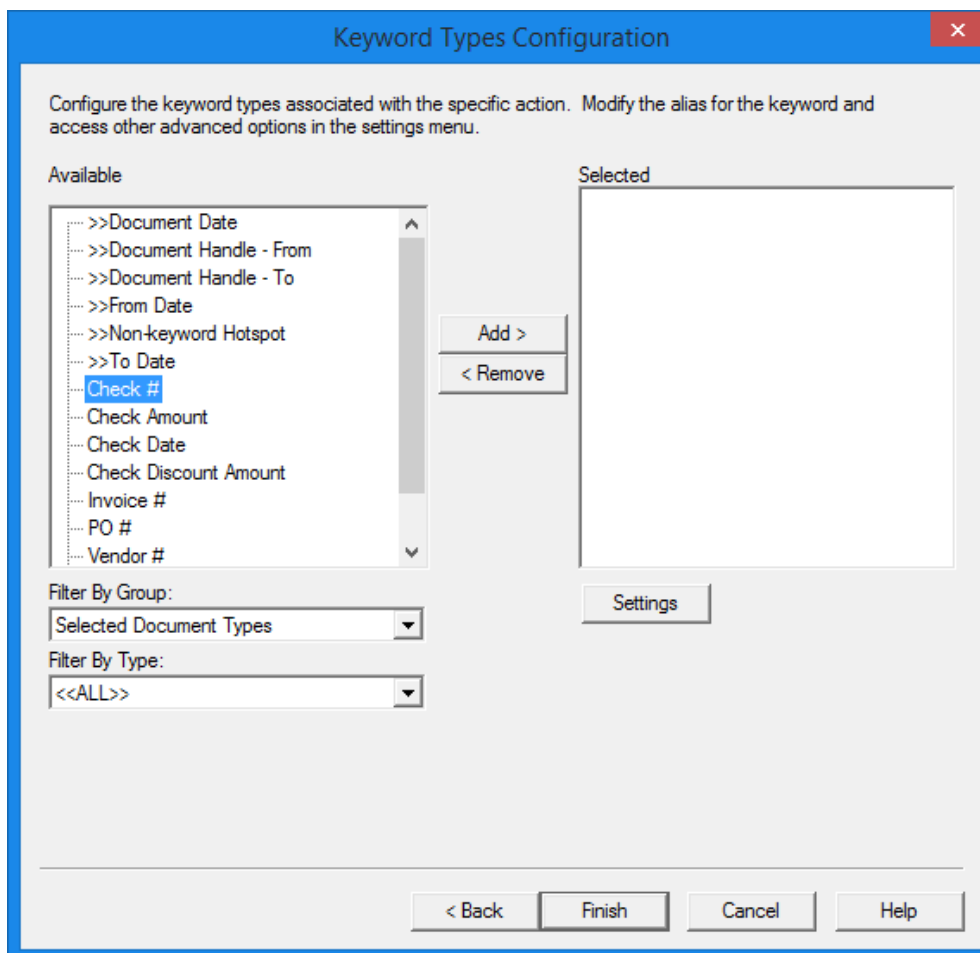 Keyword Types Configuration
Configure the keyword types associated with the specific action. Modify the alias for the keyword and
access other advanced options in the settings menu.
Available
>>Document Date
>>Document Handle - From
>>Document Handle - To
>>From Date
>>Non-keyword Hotspot
>>To Date
Check #
Check Amount
Check Date
Check Discount Amount
Invoice #
PO #
Vendor #
Add >
< Remove
Selected
Settings
Filter By Group:
Selected Document Types
Filter By Type:
<<ALL>>
< Back
Finish
Cancel
Help